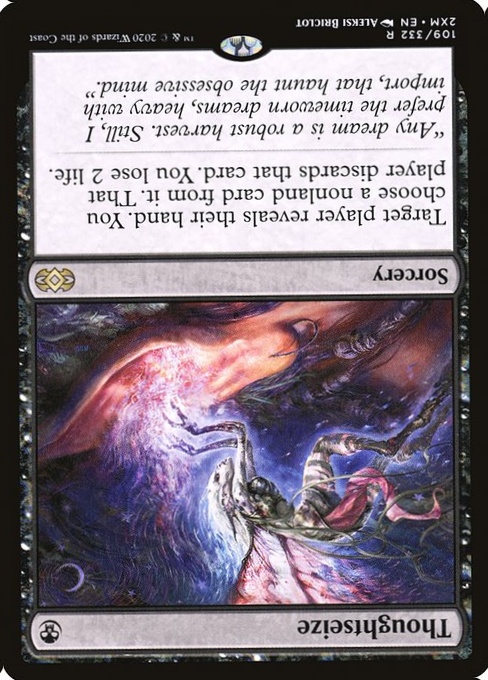 Thoughtseize
Sorcery
Target player reveals their hand. You
choose a nonland card from it. That
player discards that card. You lose 2 life.
“Any dream is a robust harvest. Still, I
prefer the timeworn dreams, heavy with
import, that haunt the obsessive mind.”
109/332 R
2XM • EN ALEKSI BRICLOT
™ & © 2020 Wizards of the Coast